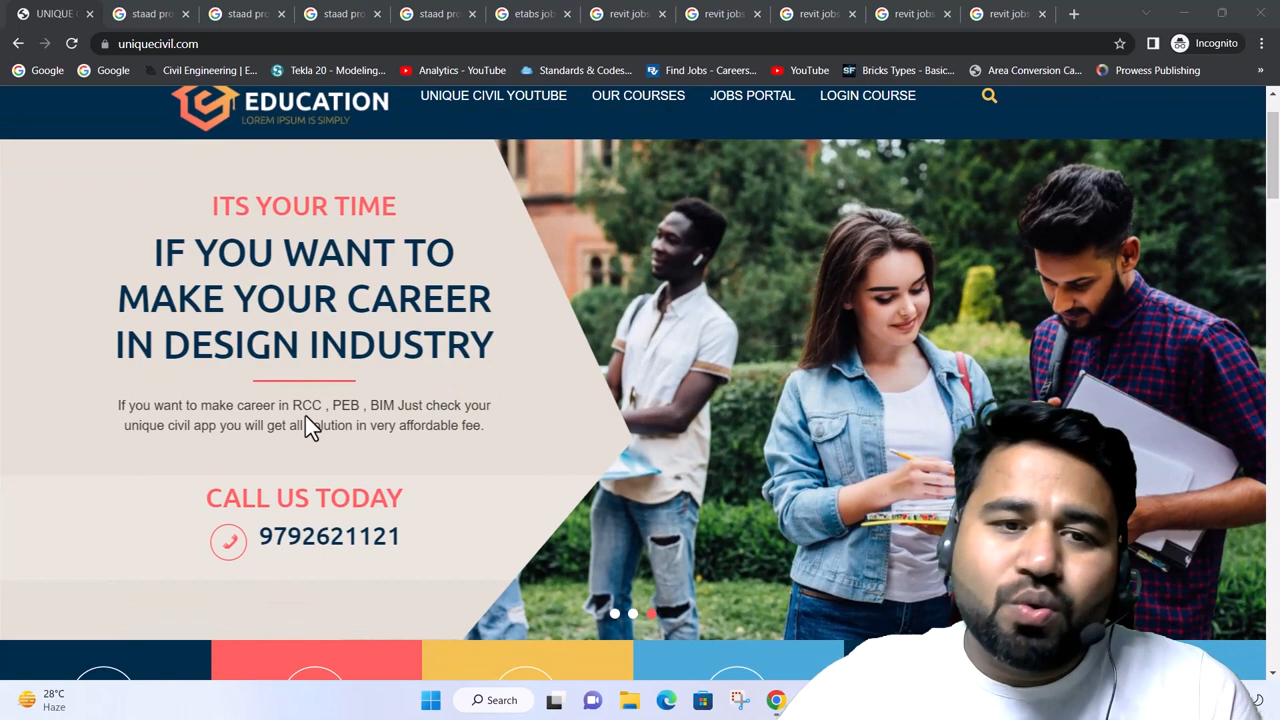 UNIQUE C
staad pro
staad pro
staad pro
staad pro
etabs job
revit jobs
revit jobs
revit jobs
revit jobs
revit jobs
uniquecivil.com
Incognito
Google
Google
Civil Engineering | E...
Tekla 20 - Modeling...
Analytics - YouTube
Standards & Codes...
Find Jobs - Careers...
YouTube
Bricks Types - Basic...
Area Conversion Ca...
Prowess Publishing
»
EDUCATION
LOREM IPSUM IS SIMPLY
UNIQUE CIVIL YOUTUBE
OUR COURSES
JOBS PORTAL
LOGIN COURSE
ITS YOUR TIME
IF YOU WANT TO
MAKE YOUR CAREER
IN DESIGN INDUSTRY
If you want to make career in RCC , PEB , BIM Just check your
unique civil app you will get all solution in very affordable fee.
CALL US TODAY
9792621121
28°C
Haze
Search